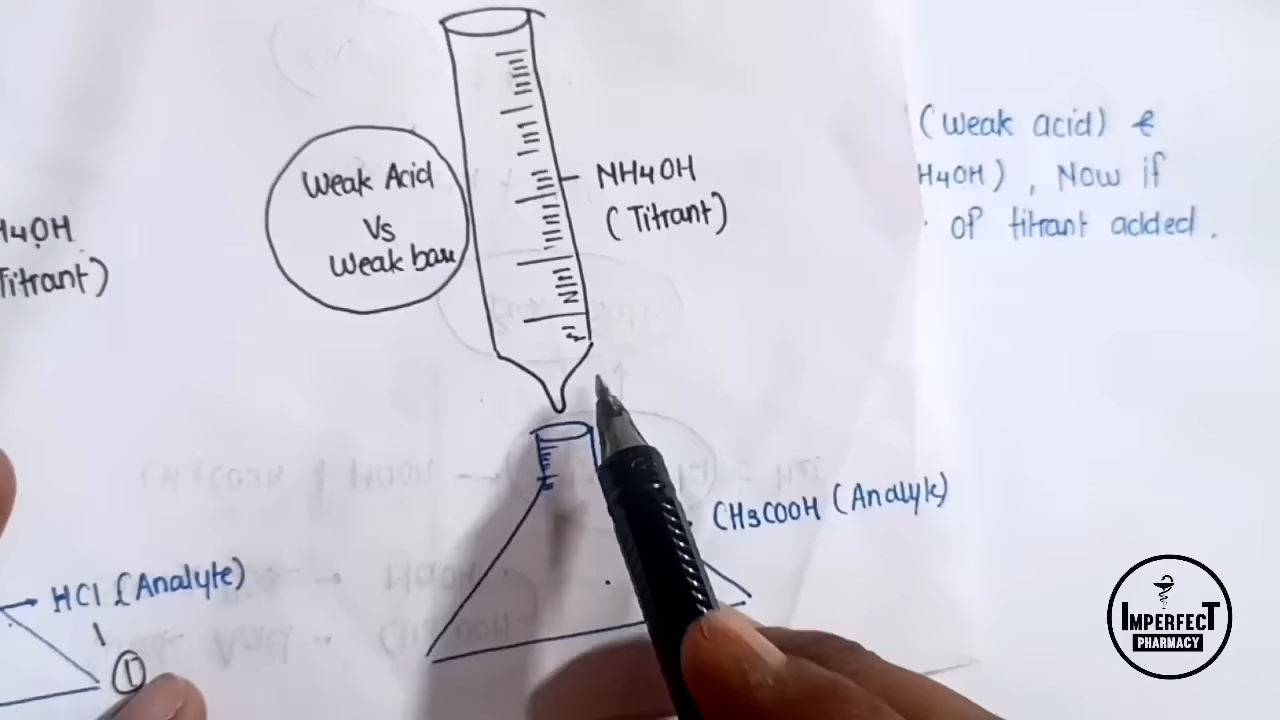 Weak Acid
Vs
Weak base
NH4OH
(Titrant)
(Weak acid) &
H4OH) , Now if
of titrant added.
H4OH
Titrant)
CH3COOH (Analyte)
HCl (Analyte)
1
IMPERFECT
PHARMACY